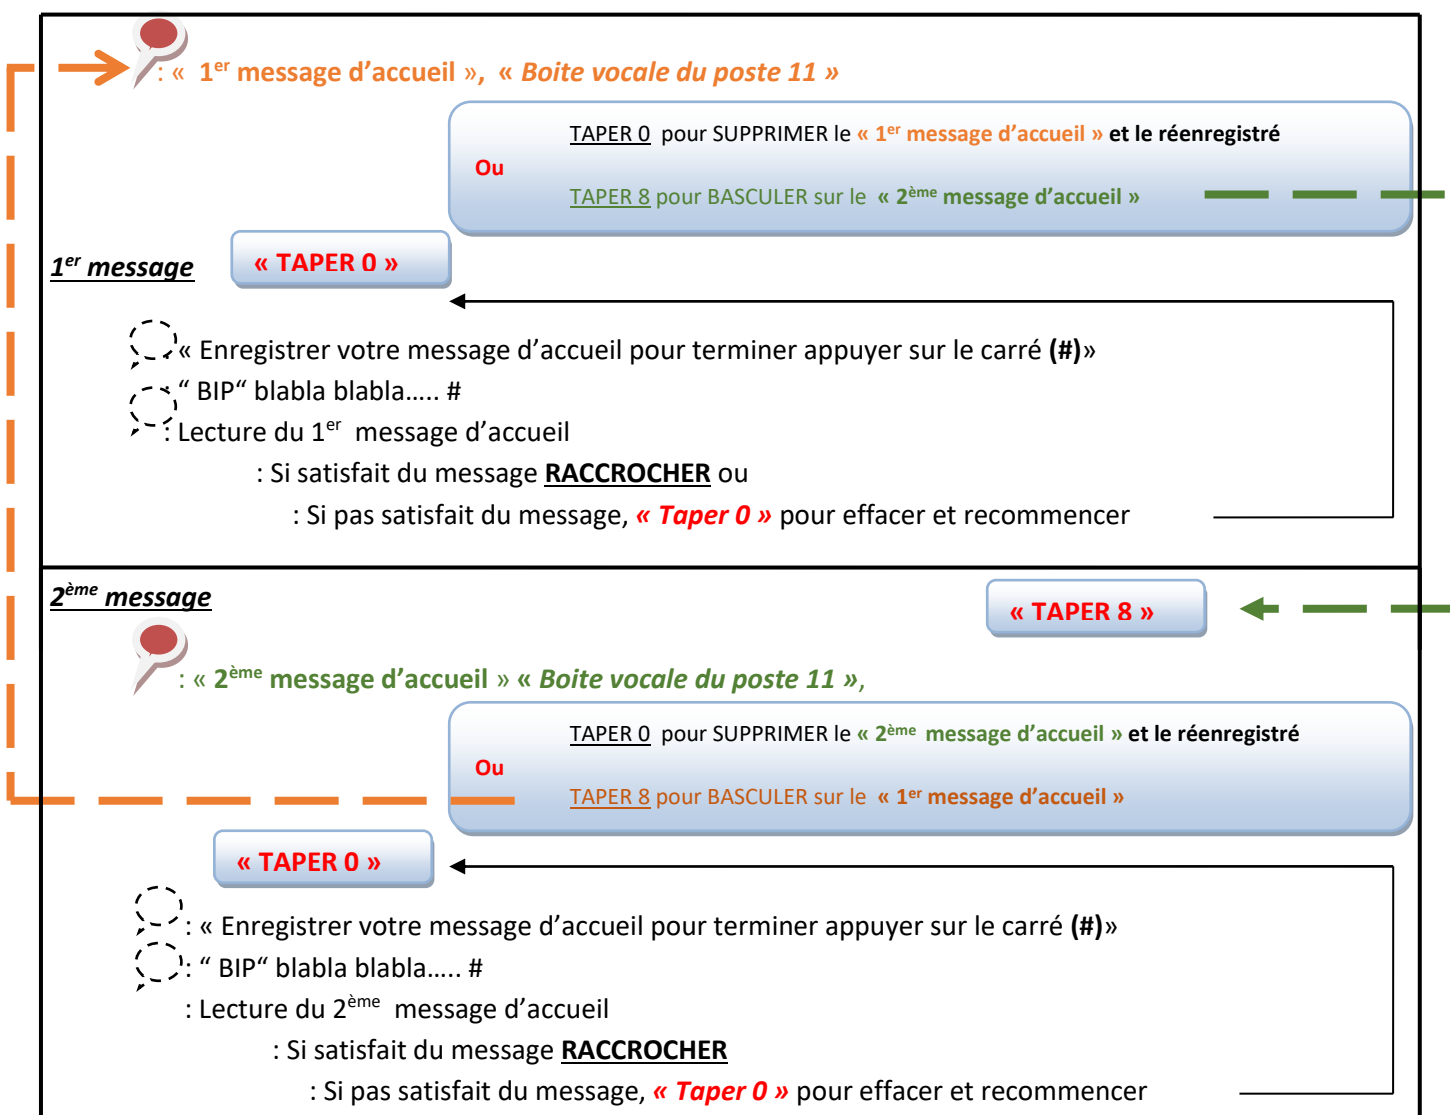 : « 1er message d’accueil », « Boite vocale du poste 11 »
TAPER 0 pour SUPPRIMER le « 1er message d’accueil » et le réenregistré
Ou
TAPER 8 pour BASCULER sur le « 2ème message d’accueil »
« TAPER 0 »
1er message
« Enregistrer votre message d’accueil pour terminer appuyer sur le carré (#)»
: “ BIP“ blabla blabla….. #
: Lecture du 1er message d’accueil
: Si satisfait du message RACCROCHER ou
: Si pas satisfait du message, « Taper 0 » pour effacer et recommencer
2ème message
« TAPER 8 »
: « 2ème message d’accueil » « Boite vocale du poste 11 »,
TAPER 0 pour SUPPRIMER le « 2ème message d’accueil » et le réenregistré
Ou
TAPER 8 pour BASCULER sur le « 1er message d’accueil »
« TAPER 0 »
: « Enregistrer votre message d’accueil pour terminer appuyer sur le carré (#)»
: “ BIP“ blabla blabla….. #
: Lecture du 2ème message d’accueil
: Si satisfait du message RACCROCHER
: Si pas satisfait du message, « Taper 0 » pour effacer et recommencer